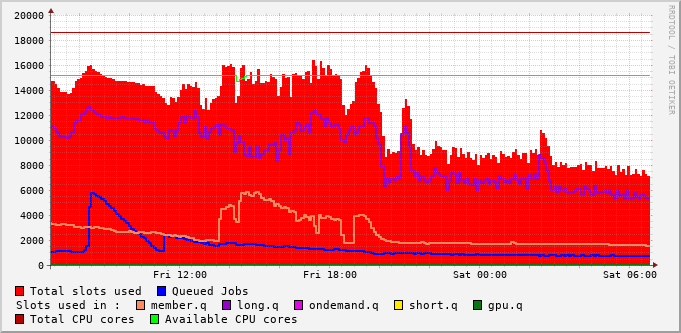 20000
18000
16000
14000
12000
10000
8000
6000
4000
2000
0
Fri 12:00 Fri 18:00 Sat 00:00 Sat 06:00
RRDTOOL / TOBI OETIKER
Total slots used Queued Jobs
Slots used in : member.q long.q ondemand.q short.q gpu.q
Total CPU cores Available CPU cores